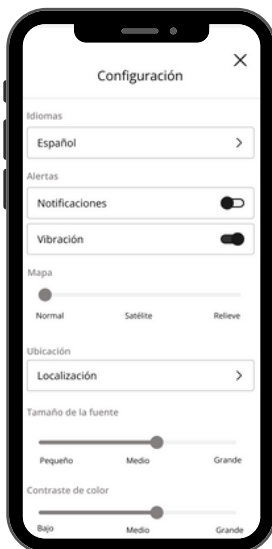 Configuración
Idiomas
Español
Alertas
Notificaciones
Vibración
Mapa
Normal Satélite Relieve
Ubicación
Localización
Tamaño de la fuente
Pequeño Medio Grande
Contraste de color
Bajo Medio Grande